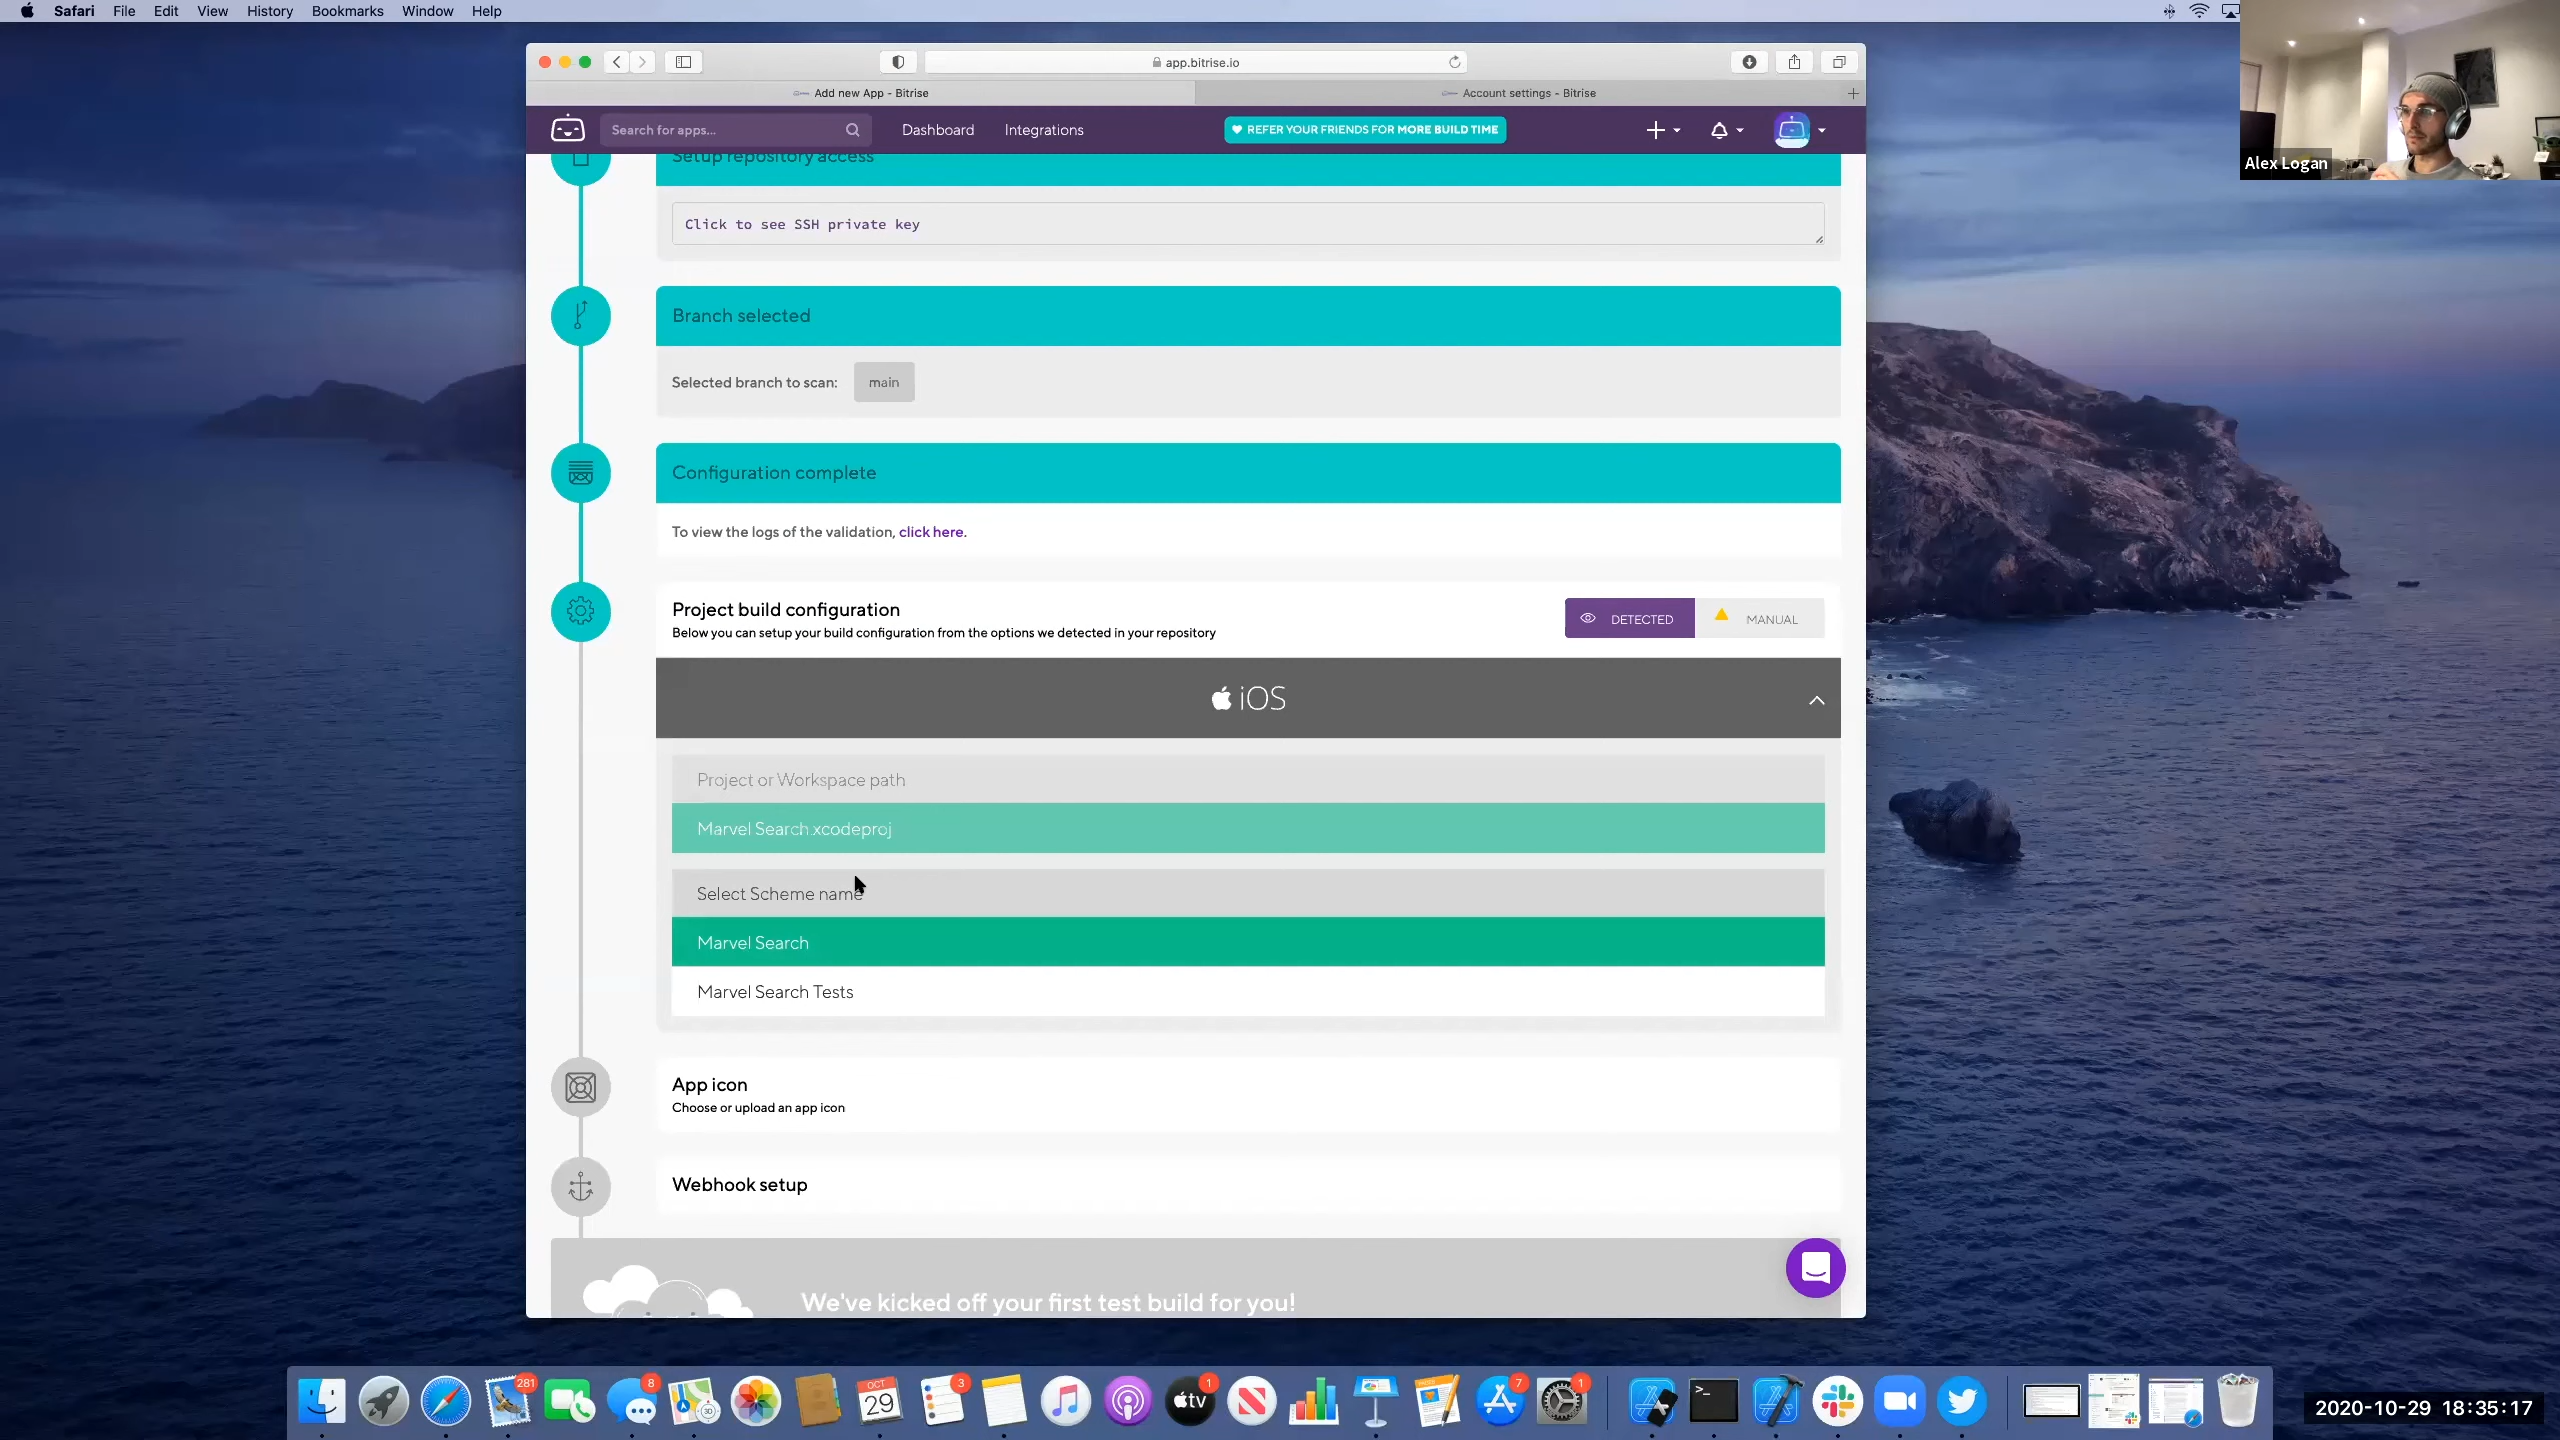 Safari File Edit View History Bookmarks Window Help
Alex Logan
app.bitrise.io
Add new App - Bitrise
Account settings - Bitrise
Search for apps...
Dashboard
Integrations
REFER YOUR FRIENDS FOR MORE BUILD TIME
Setup repository access
Click to see SSH private key
Branch selected
Selected branch to scan: main
Configuration complete
To view the logs of the validation, click here.
Project build configuration
Below you can setup your build configuration from the options we detected in your repository
DETECTED
MANUAL
iOS
Project or Workspace path
Marvel Search.xcodeproj
Select Scheme name
Marvel Search
Marvel Search Tests
App icon
Choose or upload an app icon
Webhook setup
We've kicked off your first test build for you!
281
8
3D
OCT
29
3
tv
1
7
1
2020-10-29 18:35:17